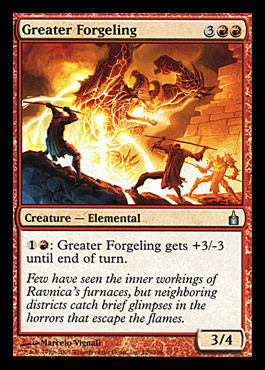 Greater Forgeling 3
Creature — Elemental
1: Greater Forgeling gets +3/-3
until end of turn.
Few have seen the inner workings of
Ravnica's furnaces, but neighboring
districts catch brief glimpses in the
horrors that escape the flames.
Marcelo Vignali
3/4